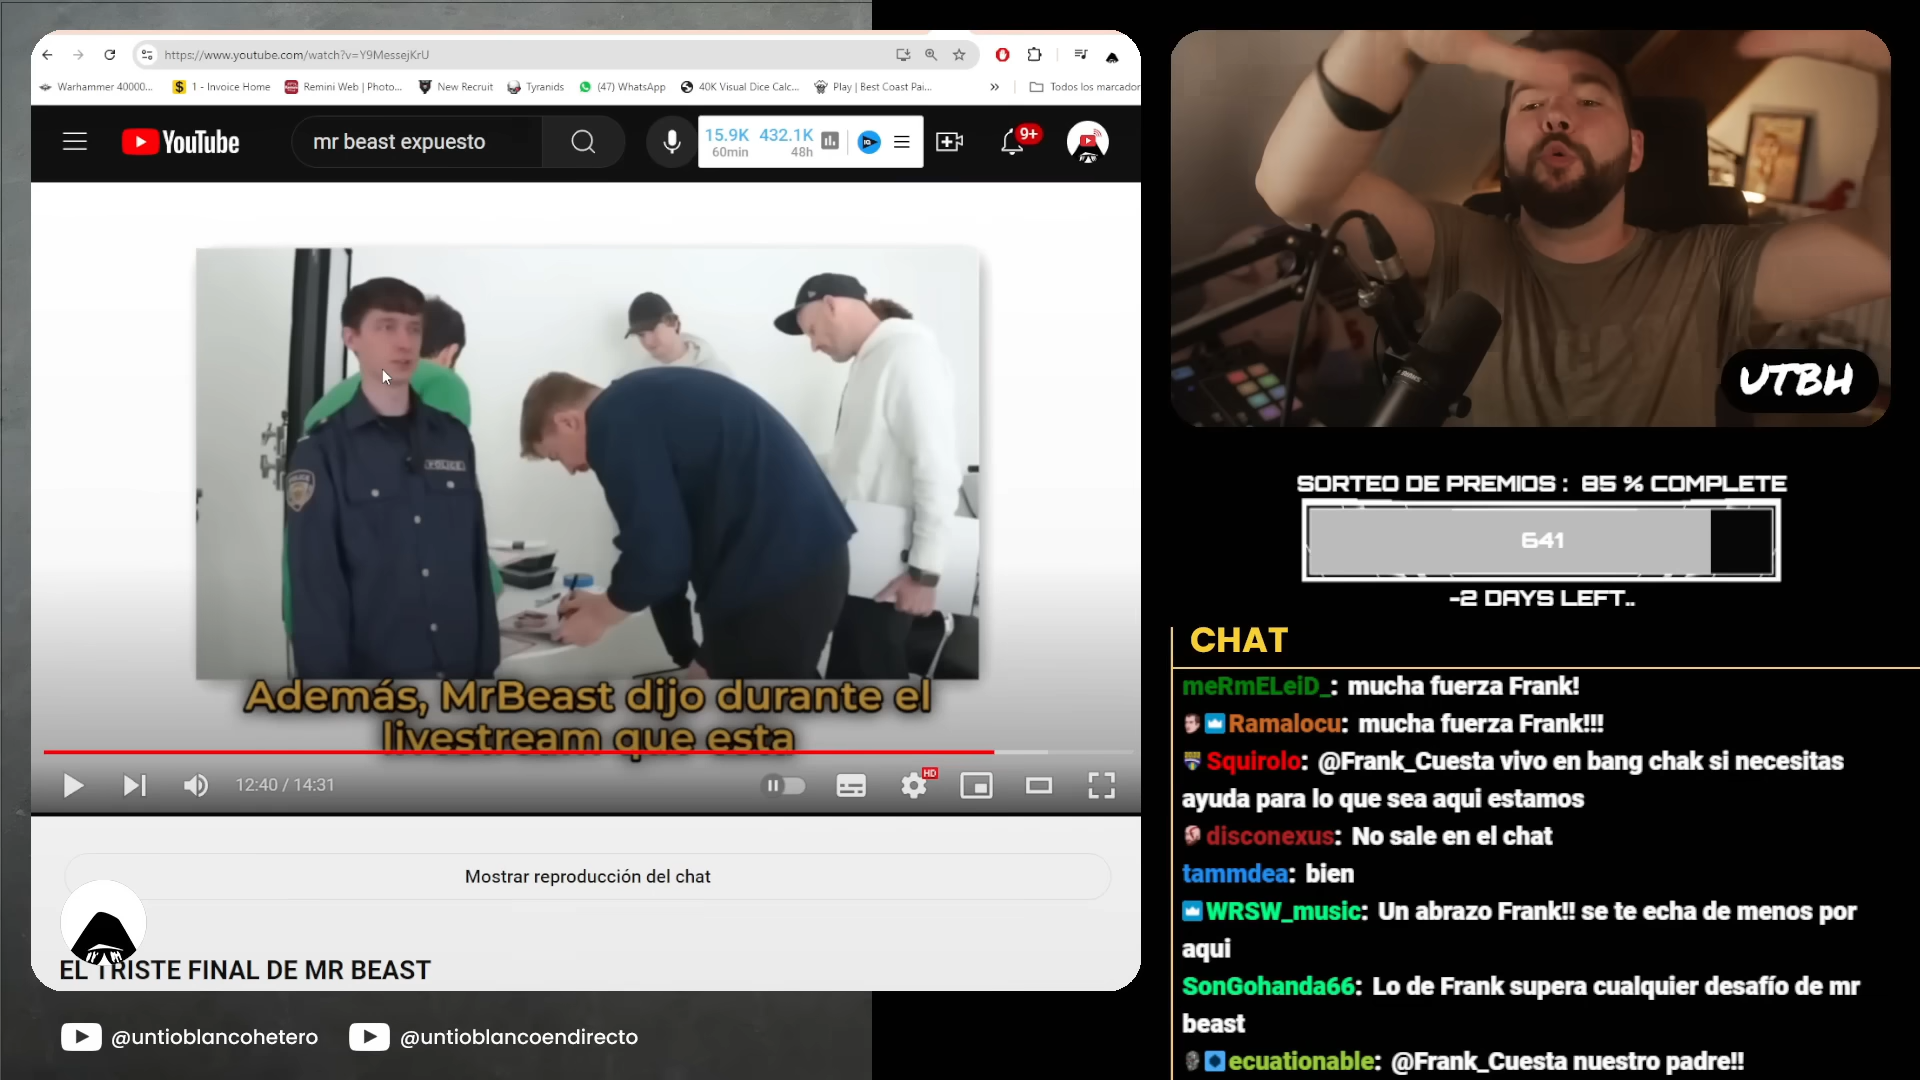 https://www.youtube.com/watch?v=Y9MessejKrU
Warhammer 40000...
1 - Invoice Home
Remini Web | Photo...
New Recruit
Tyranids
(47) WhatsApp
40K Visual Dice Calc...
Play | Best Coast Pai...
»
Todos los marcador
YouTube
mr beast expuesto
15.9K 432.1K
60min 48h
9+
POLICE
Además, MrBeast dijo durante el
livestream que esta
12:40 / 14:31
HD
Mostrar reproducción del chat
EL TRISTE FINAL DE MR BEAST
@untioblancohetero
@untioblancoendirecto
UTBH
SORTEO DE PREMIOS : 85 % COMPLETE
641
-2 DAYS LEFT..
CHAT
meRmELeiD_: mucha fuerza Frank!
Ramalocu: mucha fuerza Frank!!!
Squirolo: @Frank_Cuesta vivo en bang chak si necesitas
ayuda para lo que sea aqui estamos
disconexus: No sale en el chat
tammdea: bien
WRSW_music: Un abrazo Frank!! se te echa de menos por
aqui
SonGohanda66: Lo de Frank supera cualquier desafío de mr
beast
ecuationable: @Frank_Cuesta nuestro padre!!